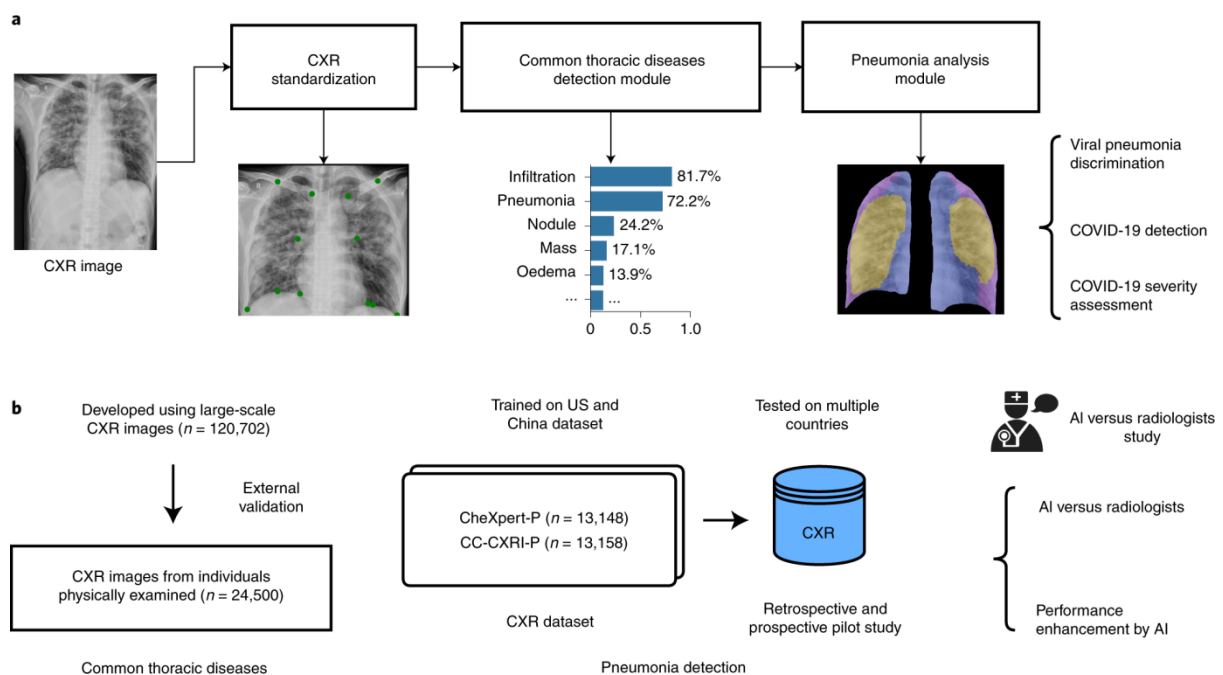 a
CXR image
CXR
standardization
Common thoracic diseases
detection module
Pneumonia analysis
module
Infiltration 81.7%
Pneumonia 72.2%
Nodule 24.2%
Mass 17.1%
Oedema 13.9%
... ...
0 0.5 1.0
Viral pneumonia
discrimination
COVID-19 detection
COVID-19 severity
assessment
b
Developed using large-scale
CXR images (n = 120,702)
External
validation
CXR images from individuals
physically examined (n = 24,500)
Common thoracic diseases
Trained on US and
China dataset
CheXpert-P (n = 13,148)
CC-CXRI-P (n = 13,158)
CXR dataset
Tested on multiple
countries
CXR
Retrospective and
prospective pilot study
Pneumonia detection
AI versus radiologists
study
AI versus radiologists
Performance
enhancement by AI